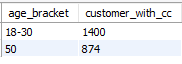 age_bracket customer_with_cc
18-30 1400
50 874